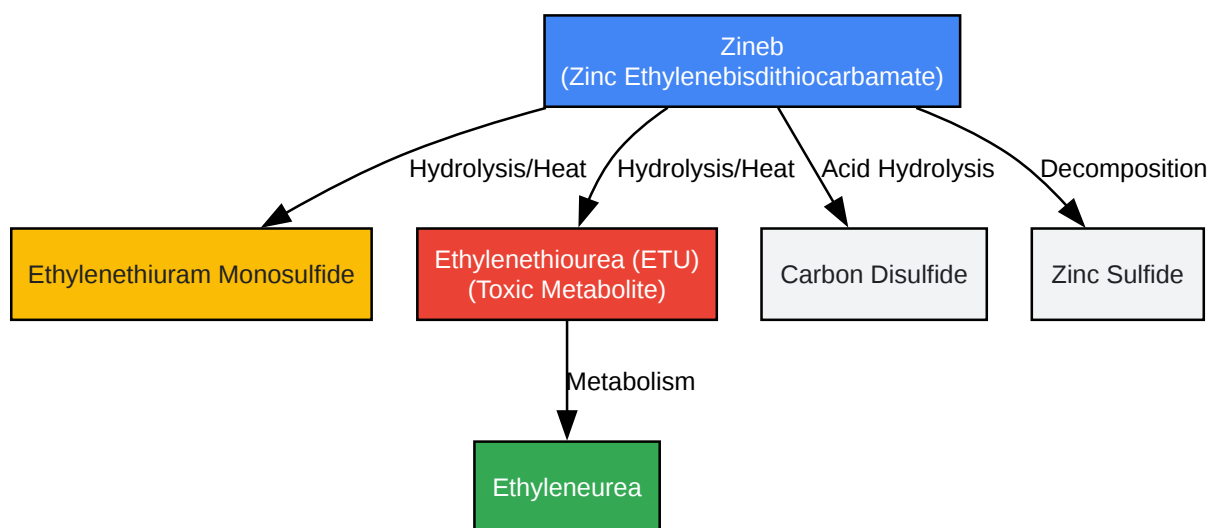 Zineb
(Zinc Ethylenebisdithiocarbamate)
Hydrolysis/Heat
Hydrolysis/Heat
Acid Hydrolysis
Decomposition
Ethylenethiuram Monosulfide
Ethylenethiourea (ETU)
(Toxic Metabolite)
Carbon Disulfide
Zinc Sulfide
Metabolism
Ethyleneurea